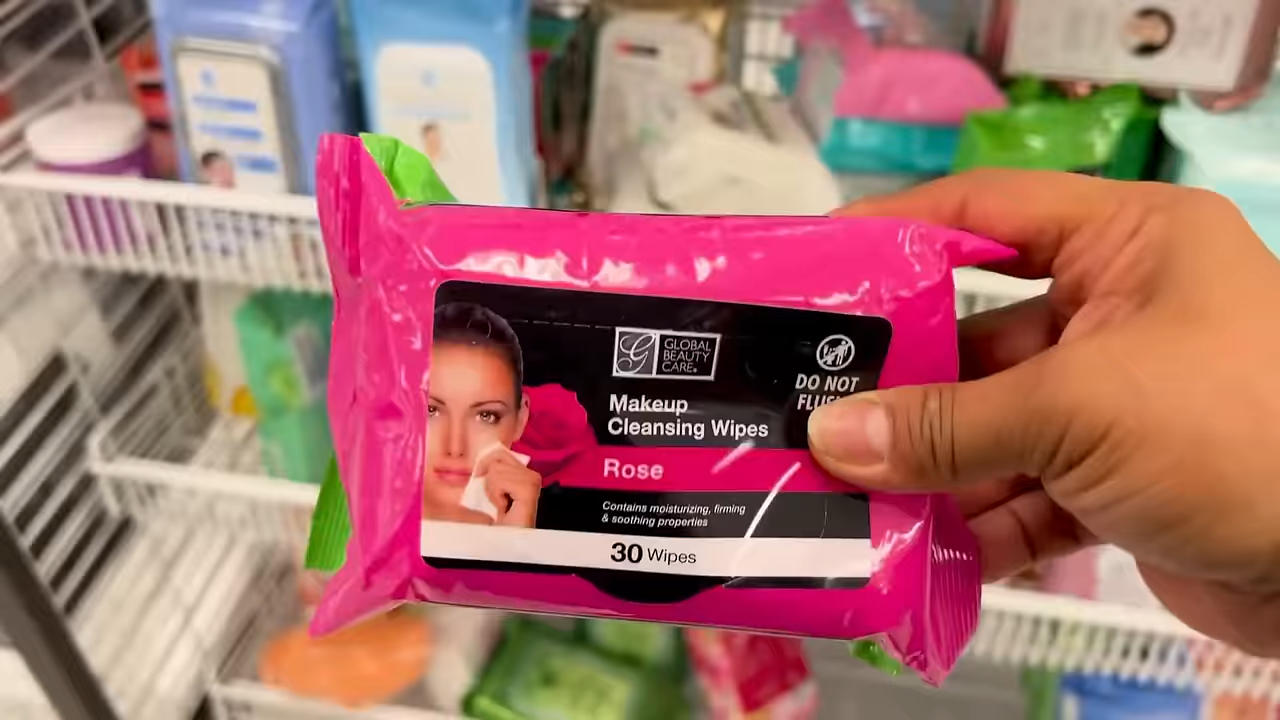 GLOBAL
BEAUTY
CARE®
DO NOT
Makeup
Cleansing Wipes
Rose
Contains moisturizing, firming
& soothing properties
30 Wipes